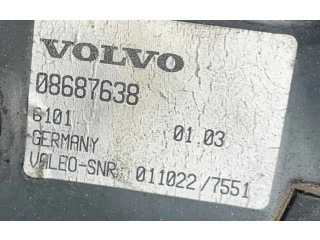 VOLVO
08687638
6101 01.03
GERMANY
VALEO-SNR: 011022/7551